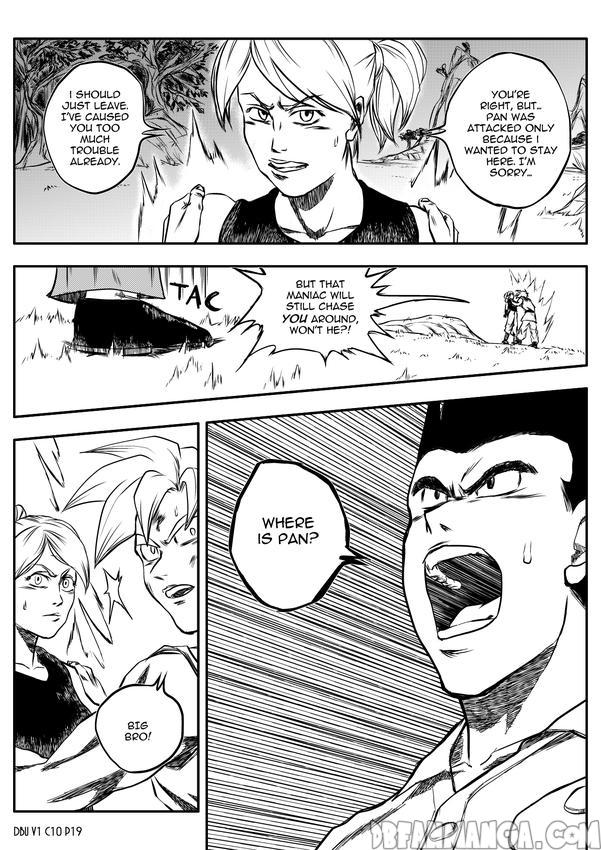 I SHOULD
JUST LEAVE.
I'VE CAUSED
YOU TOO
MUCH
TROUBLE
ALREADY.
YOU'RE
RIGHT, BUT...
PAN WAS
ATTACKED ONLY
BECAUSE I
WANTED TO STAY
HERE. I'M
SORRY...
TAC
BUT THAT
MANIAC WILL
STILL CHASE
YOU AROUND,
WON'T HE?!
BIG
BRO!
WHERE
IS PAN?
DBU V1 C10 P19
DBFANMANGA.COM